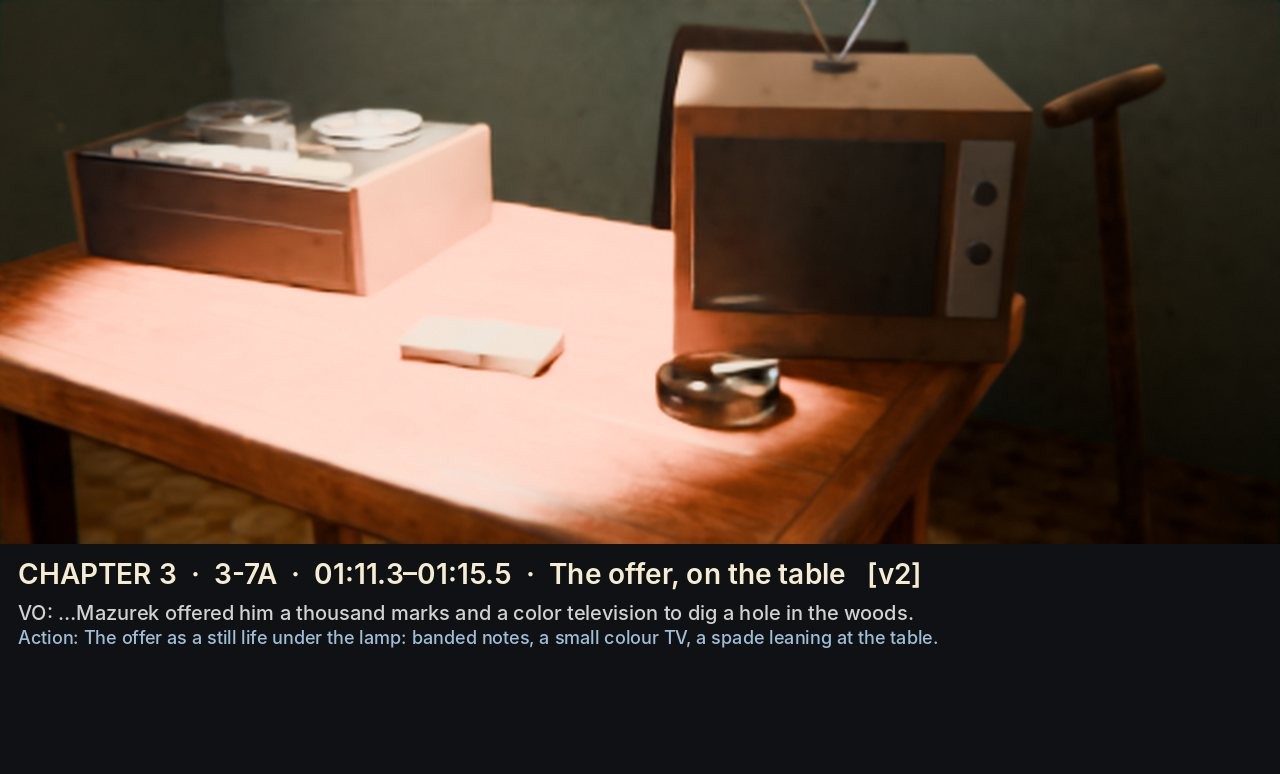 CHAPTER 3 · 3-7A · 01:11.3–01:15.5 · The offer, on the table [v2]
VO: ...Mazurek offered him a thousand marks and a color television to dig a hole in the woods.
Action: The offer as a still life under the lamp: banded notes, a small colour TV, a spade leaning at the table.